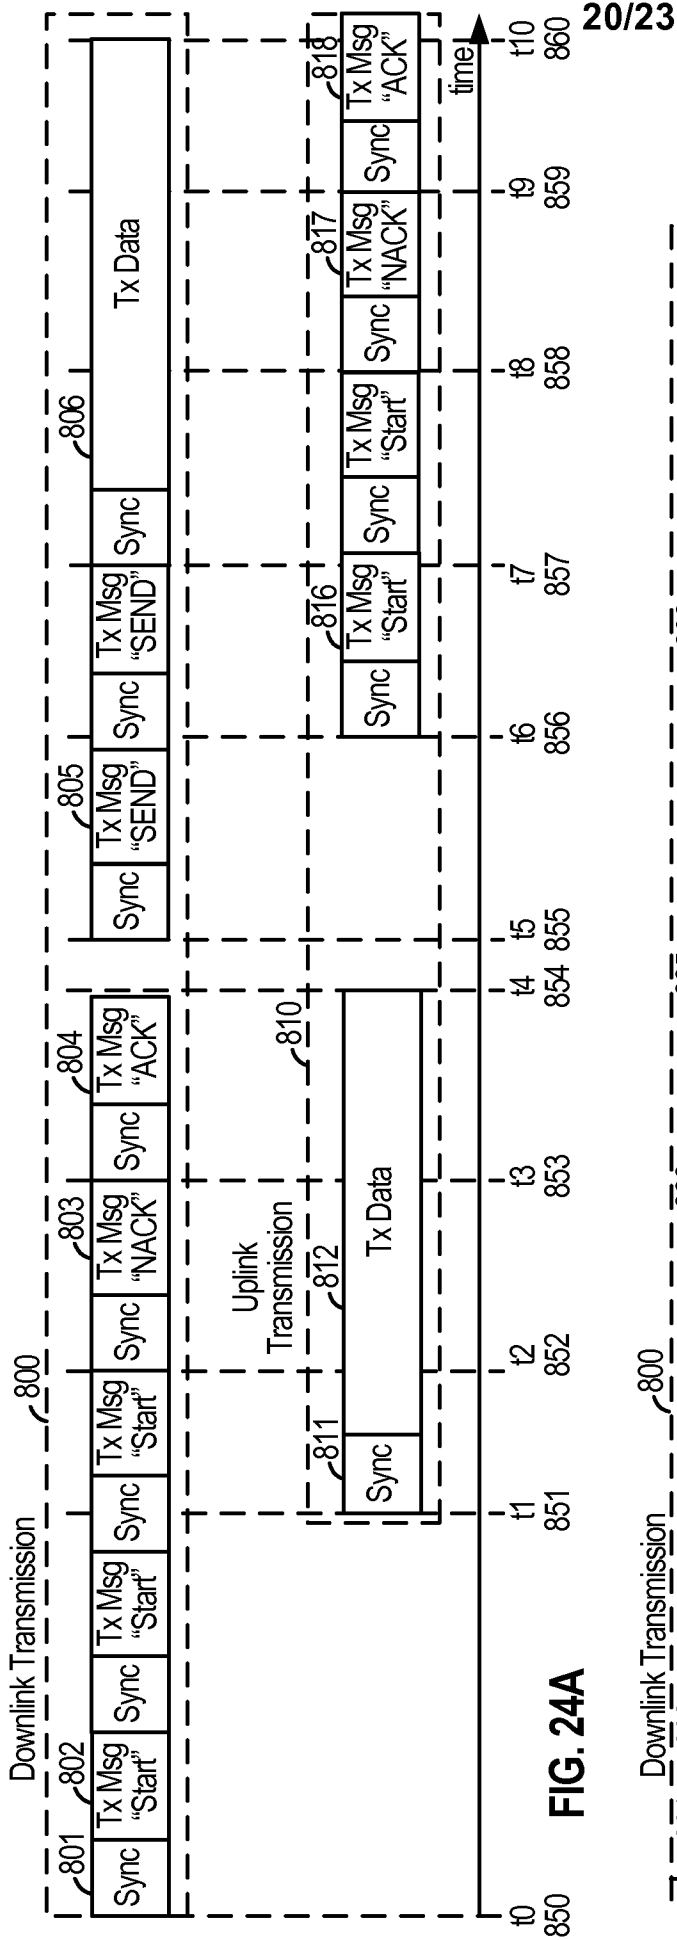 20/23
Downlink Transmission
800
801
802
803
804
805
806
Sync
Tx Msg
"Start"
Sync
Tx Msg
"Start"
Sync
Tx Msg
"Start"
Sync
Tx Msg
"NACK"
Sync
Tx Msg
"ACK"
Sync
Tx Msg
"SEND"
Sync
Tx Msg
"SEND"
Sync
Tx Data
Uplink
Transmission
810
811
812
816
817
818
Sync
Tx Data
Sync
Tx Msg
"Start"
Sync
Tx Msg
"Start"
Sync
Tx Msg
"NACK"
Sync
Tx Msg
"ACK"
time
t0
t1
t2
t3
t4
t5
t6
t7
t8
t9
t10
850
851
852
853
854
855
856
857
858
859
860
FIG. 24A
Downlink Transmission
800